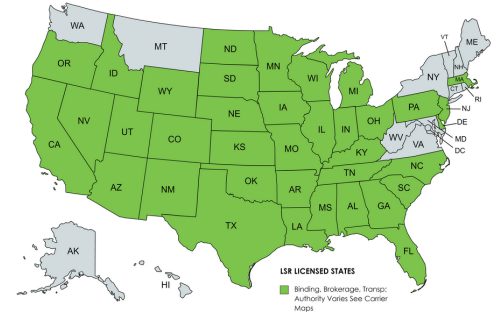 WA
VT
ME
MT
ND
MN
OR
NH
ID
SD
WI
NY
MA
WY
MI
CT
RI
IA
PA
NJ
NE
NV
OH
DE
IL
IN
UT
CO
WV
MD
VA
DC
CA
KS
MO
KY
NC
TN
OK
AZ
NM
AR
SC
MS
AL
GA
TX
LA
AK
FL
HI
LSR LICENSED STATES
Binding, Brokerage, Transp:
Authority Varies See Carrier
Maps